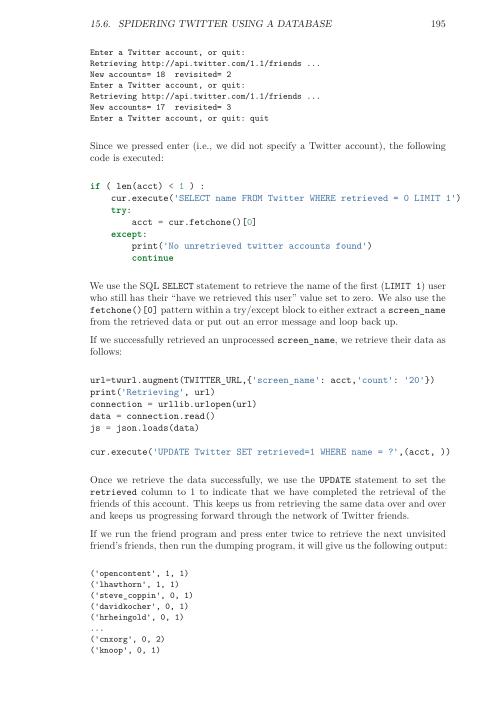 15.6. SPIDERING TWITTER USING A DATABASE 195
Enter a Twitter account, or quit:
Retrieving http://api.twitter.com/1.1/friends ...
New accounts= 18 revisited= 2
Enter a Twitter account, or quit:
Retrieving http://api.twitter.com/1.1/friends ...
New accounts= 17 revisited= 3
Enter a Twitter account, or quit: quit
Since we pressed enter (i.e., we did not specify a Twitter account), the following
code is executed:
if ( len(acct) < 1 ) :
    cur.execute('SELECT name FROM Twitter WHERE retrieved = 0 LIMIT 1')
    try:
        acct = cur.fetchone()[0]
    except:
        print('No unretrieved twitter accounts found')
        continue
We use the SQL SELECT statement to retrieve the name of the first (LIMIT 1) user
who still has their “have we retrieved this user” value set to zero. We also use the
fetchone()[0] pattern within a try/except block to either extract a screen_name
from the retrieved data or put out an error message and loop back up.
If we successfully retrieved an unprocessed screen_name, we retrieve their data as
follows:
url=twurl.augment(TWITTER_URL,{'screen_name': acct,'count': '20'})
print('Retrieving', url)
connection = urllib.urlopen(url)
data = connection.read()
js = json.loads(data)
cur.execute('UPDATE Twitter SET retrieved=1 WHERE name = ?',(acct, ))
Once we retrieve the data successfully, we use the UPDATE statement to set the
retrieved column to 1 to indicate that we have completed the retrieval of the
friends of this account. This keeps us from retrieving the same data over and over
and keeps us progressing forward through the network of Twitter friends.
If we run the friend program and press enter twice to retrieve the next unvisited
friend's friends, then run the dumping program, it will give us the following output:
('opencontent', 1, 1)
('lhawthorn', 1, 1)
('steve_coppin', 0, 1)
('davidkocher', 0, 1)
('hrheingold', 0, 1)
...
('cnxorg', 0, 2)
('knoop', 0, 1)